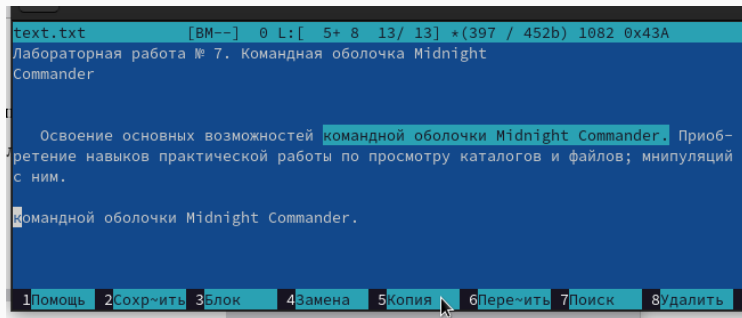 text.txt [BM--] 0 L:[ 5+ 8 13/ 13] *(397 / 452b) 1082 0x43A
Лабораторная работа № 7. Командная оболочка Midnight
Commander
Освоение основных возможностей командной оболочки Midnight Commander. Приоб-
ретение навыков практической работы по просмотру каталогов и файлов; мнипуляций
с ним.
командной оболочки Midnight Commander.
1Помощь 2Сохр~ить 3Блок 4Замена 5Копия 6Пере~ить 7Поиск 8Удалить